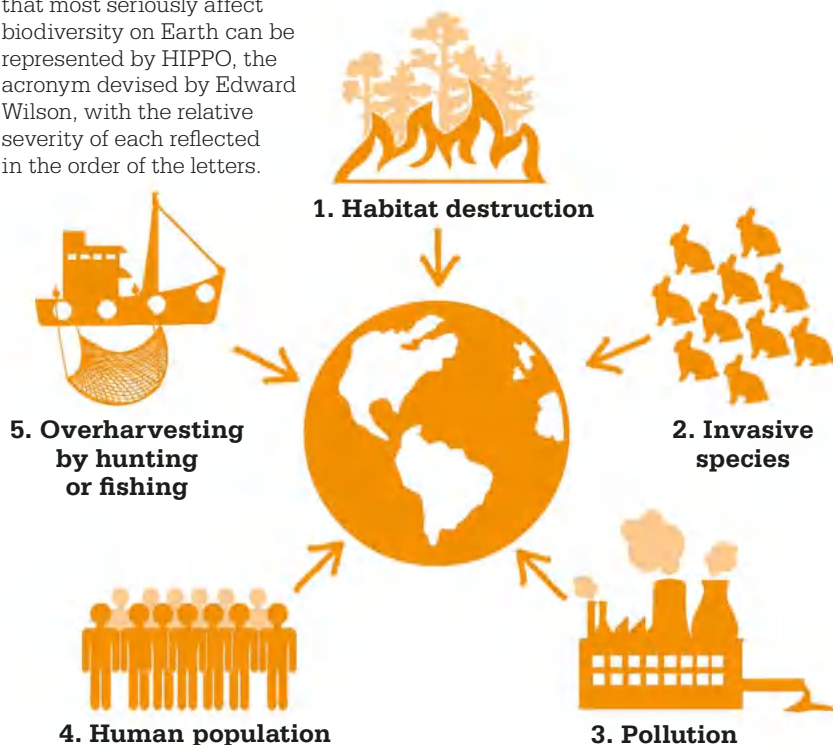 that most seriously affect
biodiversity on Earth can be
represented by HIPPO, the
acronym devised by Edward
Wilson, with the relative
severity of each reflected
in the order of the letters.
1. Habitat destruction
2. Invasive
species
3. Pollution
4. Human population
5. Overharvesting
by hunting
or fishing